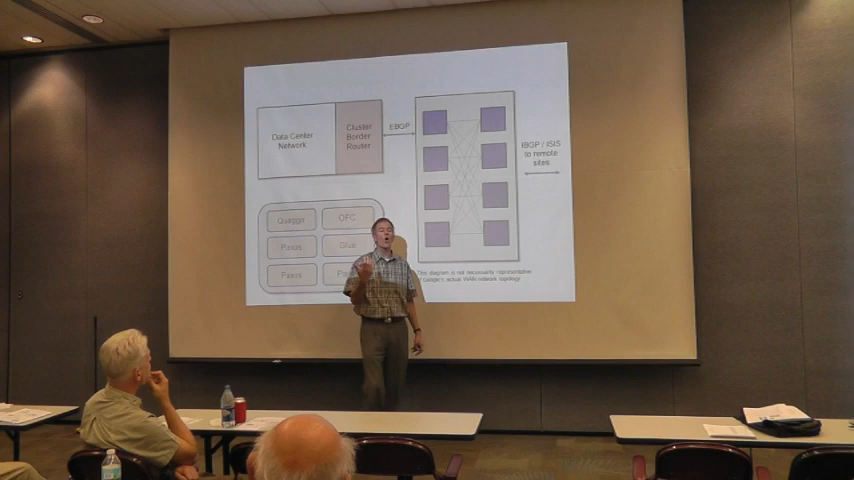 Data Center
Network
Cluster
Border
Router
EBGP
IBGP / ISIS
to remote
sites
Quagga
OFC
Paxos
Glue
Paxos
This diagram is not necessarily representative
of Google's actual WAN network topology